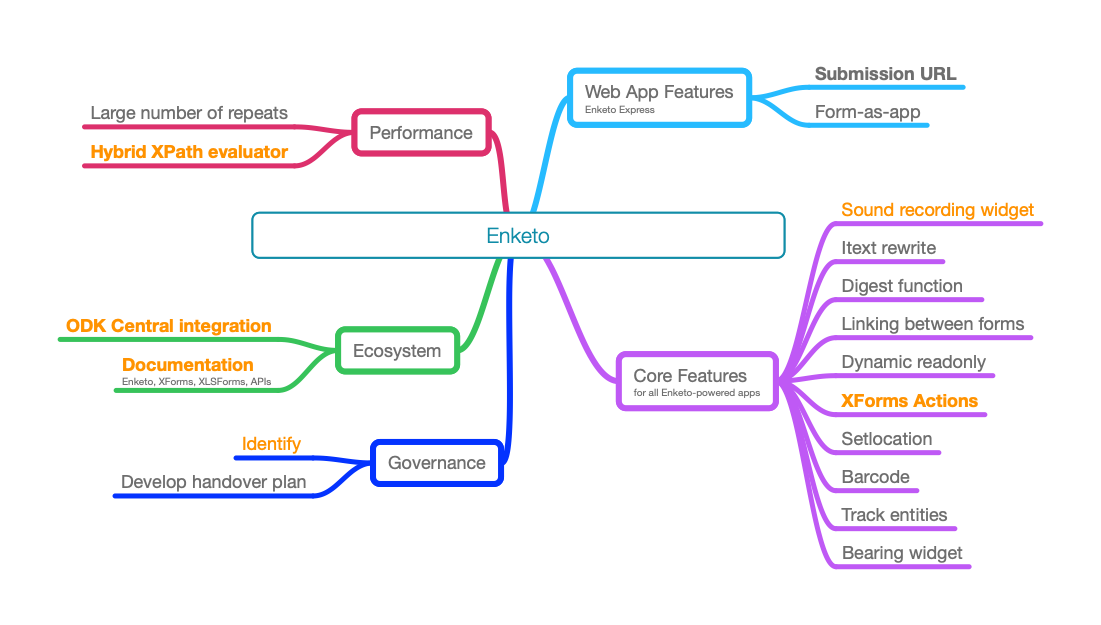 Enketo
Web App Features
Enketo Express
Submission URL
Form-as-app
Performance
Large number of repeats
Hybrid XPath evaluator
Core Features
for all Enketo-powered apps
Sound recording widget
Itext rewrite
Digest function
Linking between forms
Dynamic readonly
XForms Actions
Setlocation
Barcode
Track entities
Bearing widget
Ecosystem
ODK Central integration
Documentation
Enketo, XForms, XLSForms, APIs
Governance
Identify
Develop handover plan